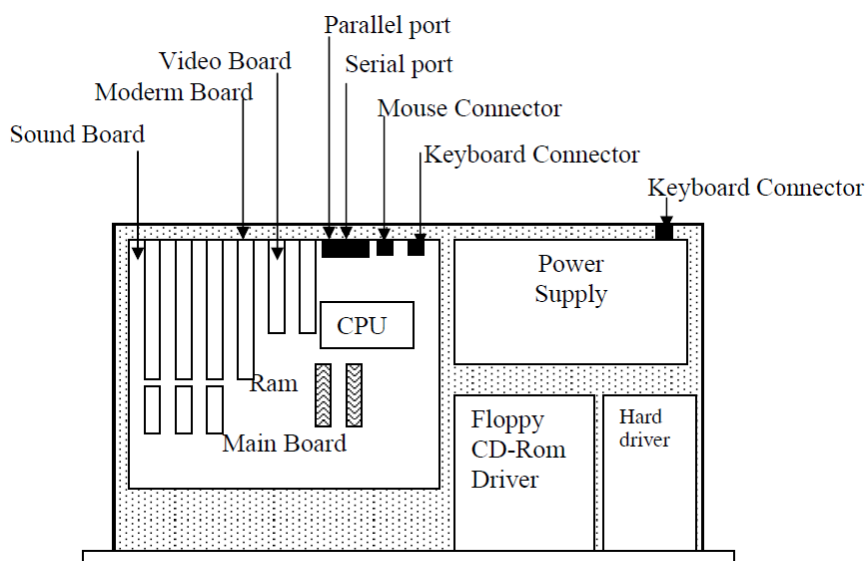 Parallel port
Video Board
Serial port
Moderm Board
Mouse Connector
Sound Board
Keyboard Connector
Keyboard Connector
Power
Supply
CPU
Ram
Main Board
Floppy
CD-Rom
Driver
Hard
driver